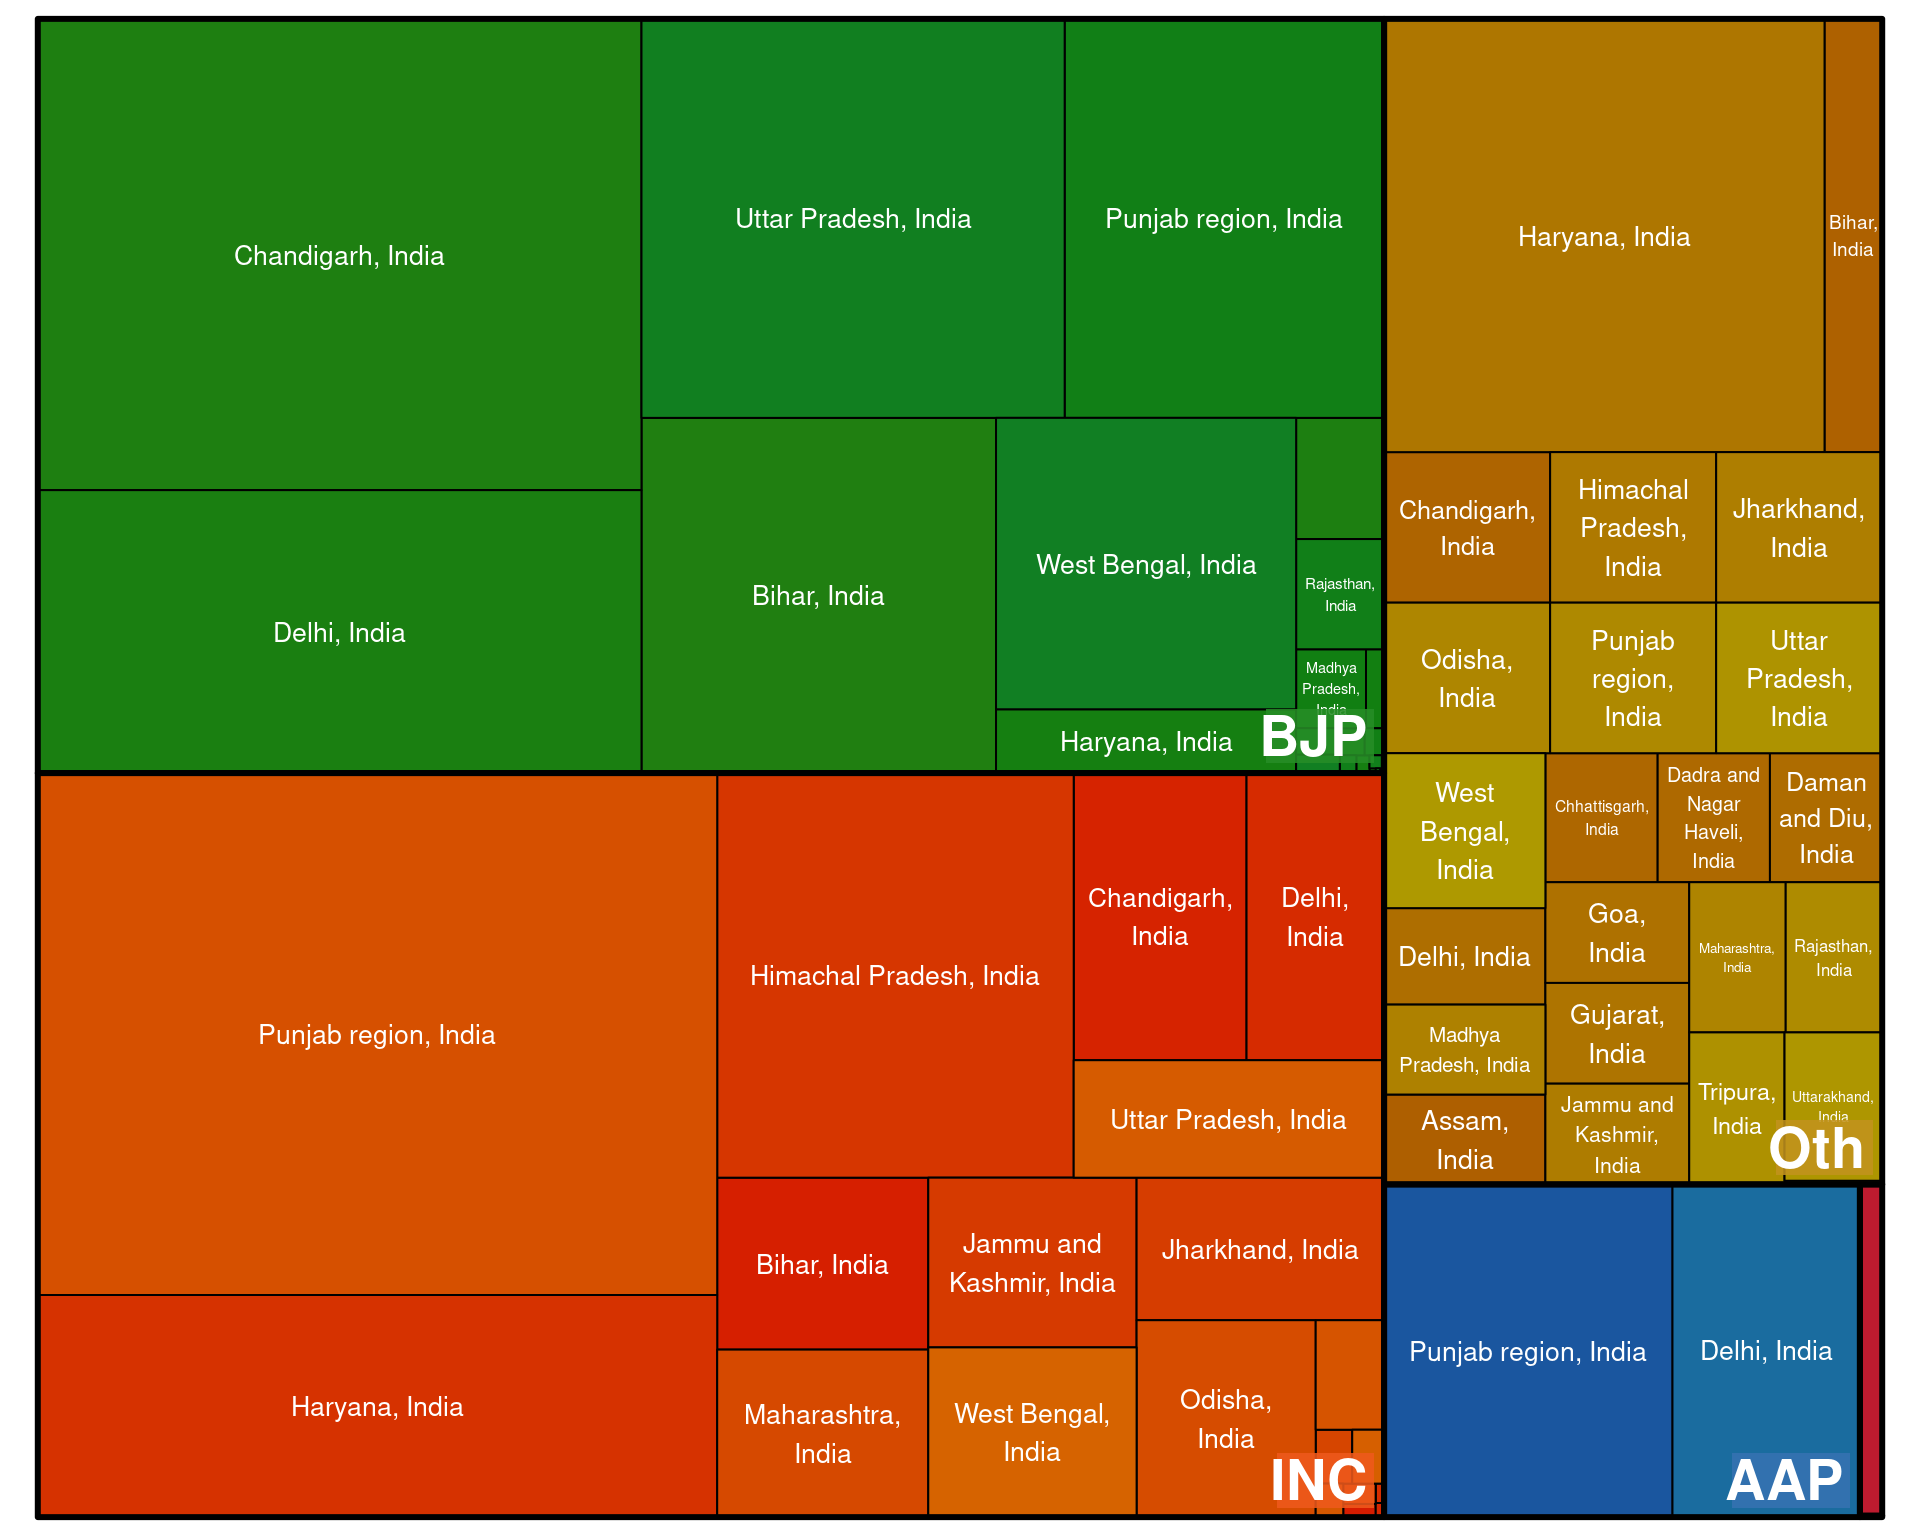 Chandigarh, India
Uttar Pradesh, India
Punjab region, India
Delhi, India
Bihar, India
West Bengal, India
Rajasthan,
India
Madhya
Pradesh,
India
Haryana, India
BJP
Haryana, India
Bihar,
India
Chandigarh,
India
Himachal
Pradesh,
India
Jharkhand,
India
Odisha,
India
Punjab
region,
India
Uttar
Pradesh,
India
West
Bengal,
India
Chhattisgarh,
India
Dadra and
Nagar
Haveli,
India
Daman
and Diu,
India
Delhi, India
Goa,
India
Maharashtra,
India
Rajasthan,
India
Madhya
Pradesh, India
Gujarat,
India
Assam,
India
Jammu and
Kashmir,
India
Tripura,
India
Uttarakhand,
India
Oth
Punjab region, India
Haryana, India
Himachal Pradesh, India
Chandigarh,
India
Delhi,
India
Uttar Pradesh, India
Bihar, India
Jammu and
Kashmir, India
Jharkhand, India
Maharashtra,
India
West Bengal,
India
Odisha,
India
INC
Punjab region, India
Delhi, India
AAP